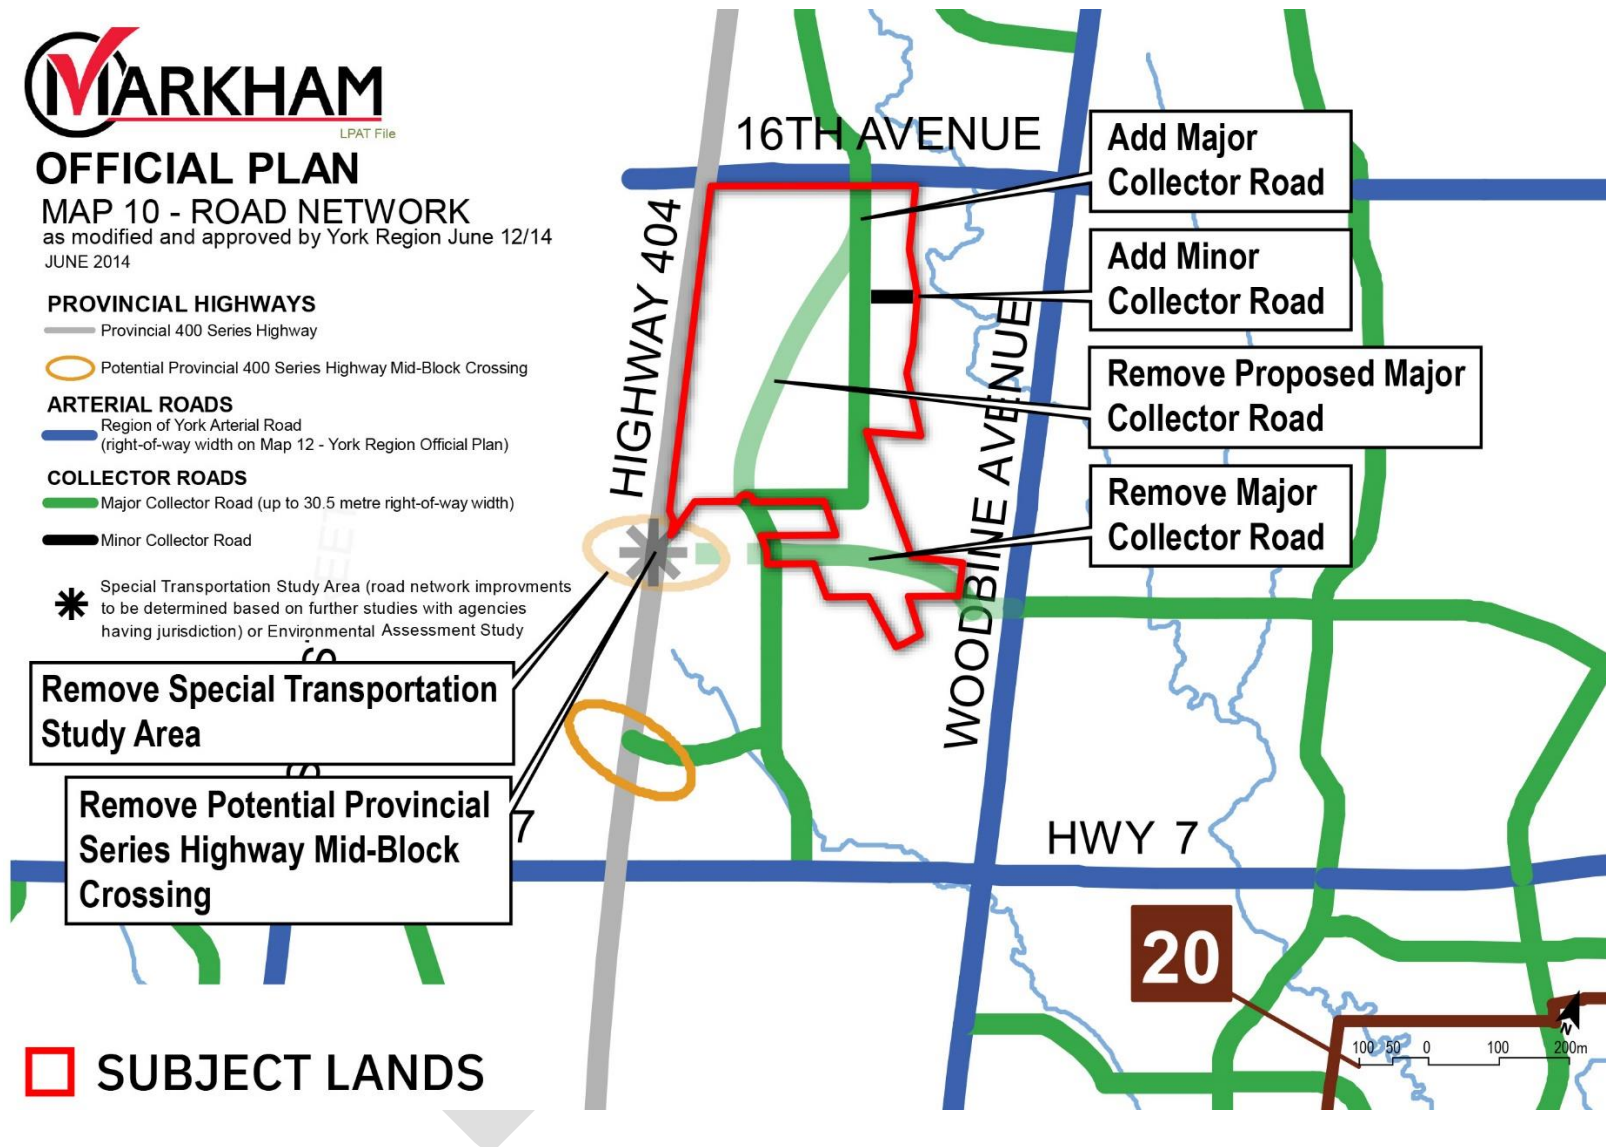 MARKHAM
LPAT File
OFFICIAL PLAN
MAP 10 - ROAD NETWORK
as modified and approved by York Region June 12/14
JUNE 2014
PROVINCIAL HIGHWAYS
Provincial 400 Series Highway
Potential Provincial 400 Series Highway Mid-Block Crossing
ARTERIAL ROADS
Region of York Arterial Road
(right-of-way width on Map 12 - York Region Official Plan)
COLLECTOR ROADS
Major Collector Road (up to 30.5 metre right-of-way width)
Minor Collector Road
Special Transportation Study Area (road network improvments
to be determined based on further studies with agencies
having jurisdiction) or Environmental Assessment Study
Remove Special Transportation
Study Area
Remove Potential Provincial
Series Highway Mid-Block
Crossing
7
SUBJECT LANDS
16TH AVENUE
HIGHWAY 404
WOODBINE AVENUE
HWY 7
Add Major
Collector Road
Add Minor
Collector Road
Remove Proposed Major
Collector Road
Remove Major
Collector Road
20
N
100 50 0 100 200m